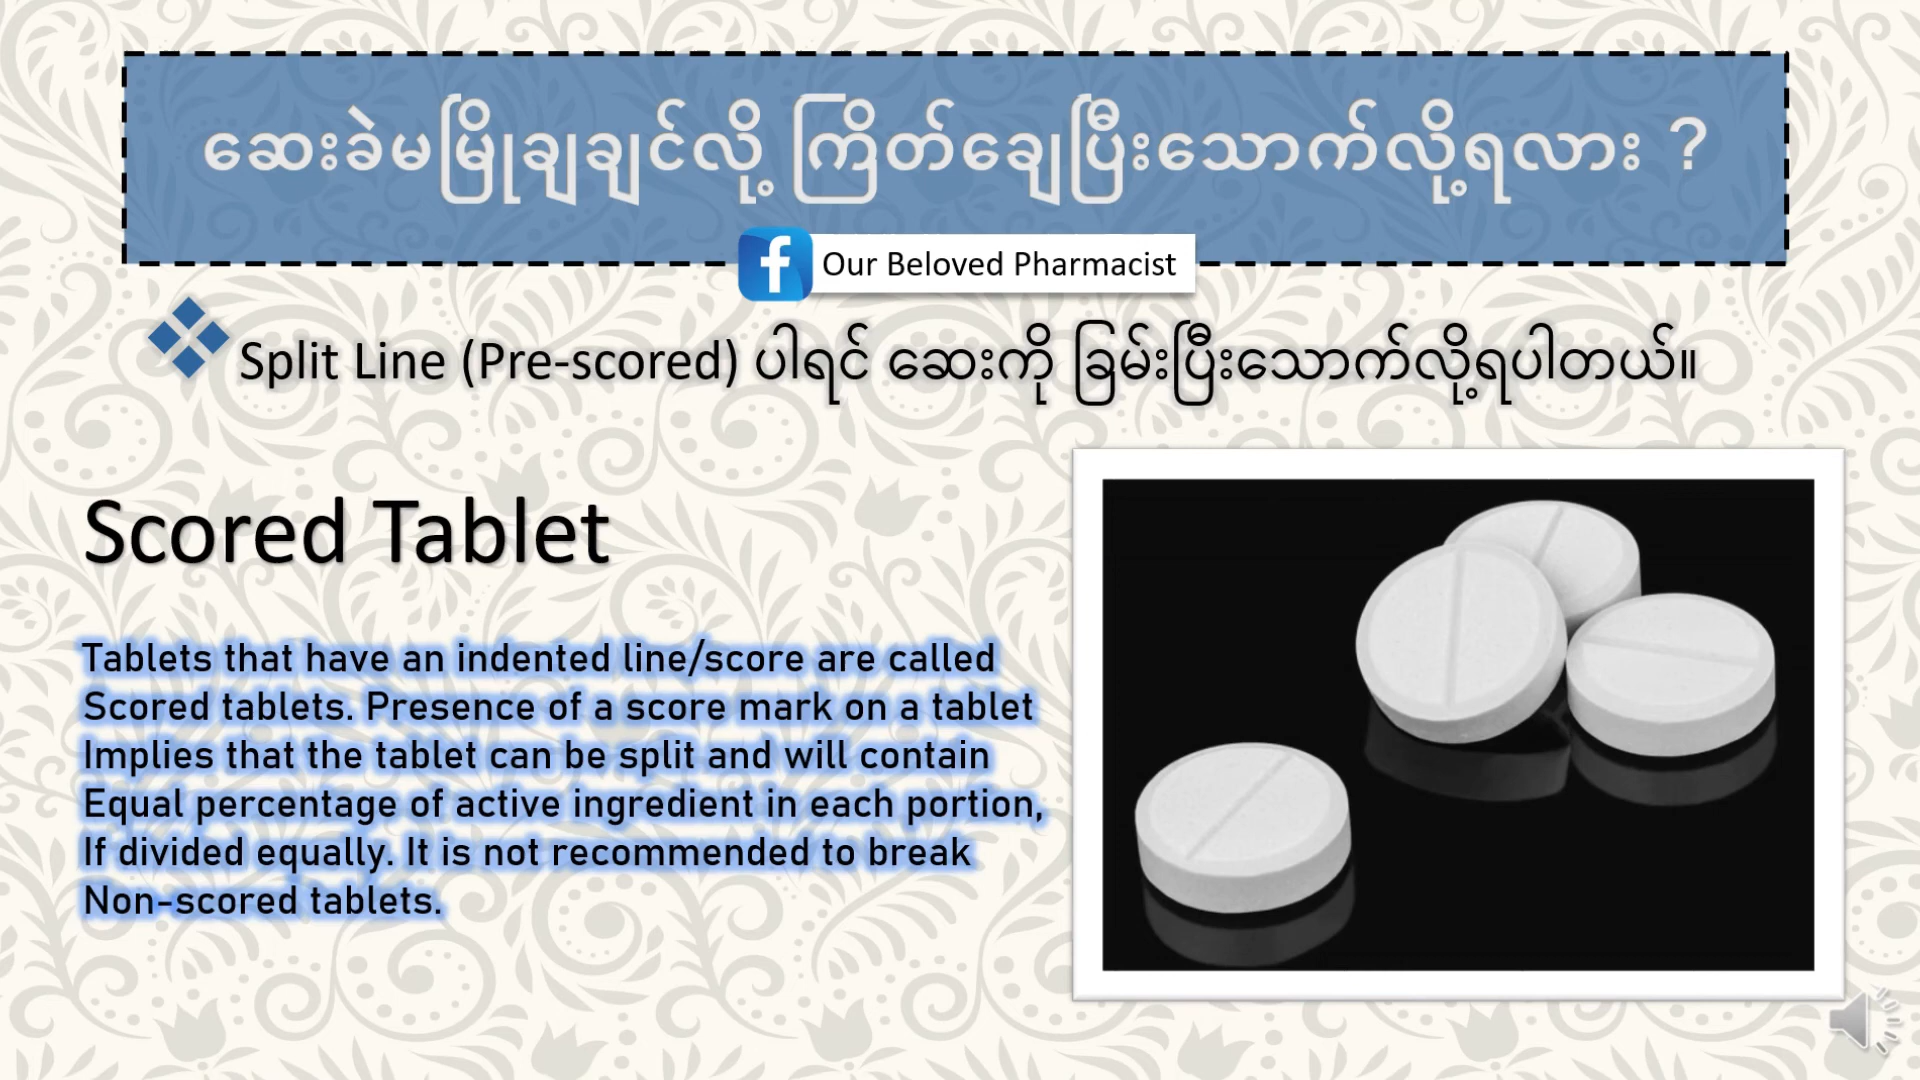 ဆေးခဲမမြိုချချင်လို့ ကြိတ်ချေပြီးသောက်လို့ရလား ?
f Our Beloved Pharmacist
Split Line (Pre-scored) ပါရင် ဆေးကို ခြမ်းပြီးသောက်လို့ရပါတယ်။
Scored Tablet
Tablets that have an indented line/score are called
Scored tablets. Presence of a score mark on a tablet
Implies that the tablet can be split and will contain
Equal percentage of active ingredient in each portion,
If divided equally. It is not recommended to break
Non-scored tablets.